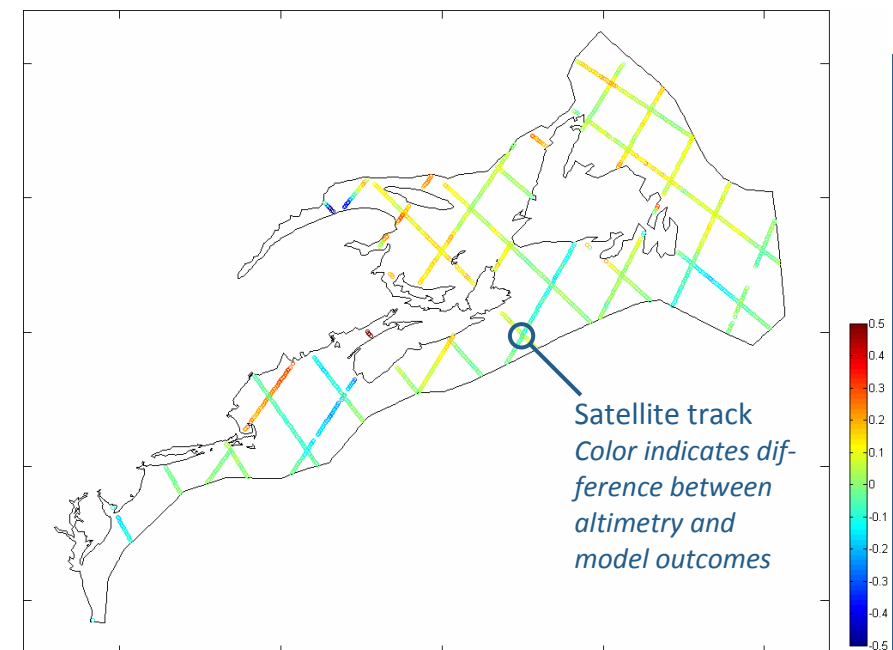 0.5
0.4
0.3
0.2
0.1
0
-0.1
-0.2
-0.3
-0.4
-0.5
Satellite track
Color indicates dif-
ference between
altimetry and
model outcomes